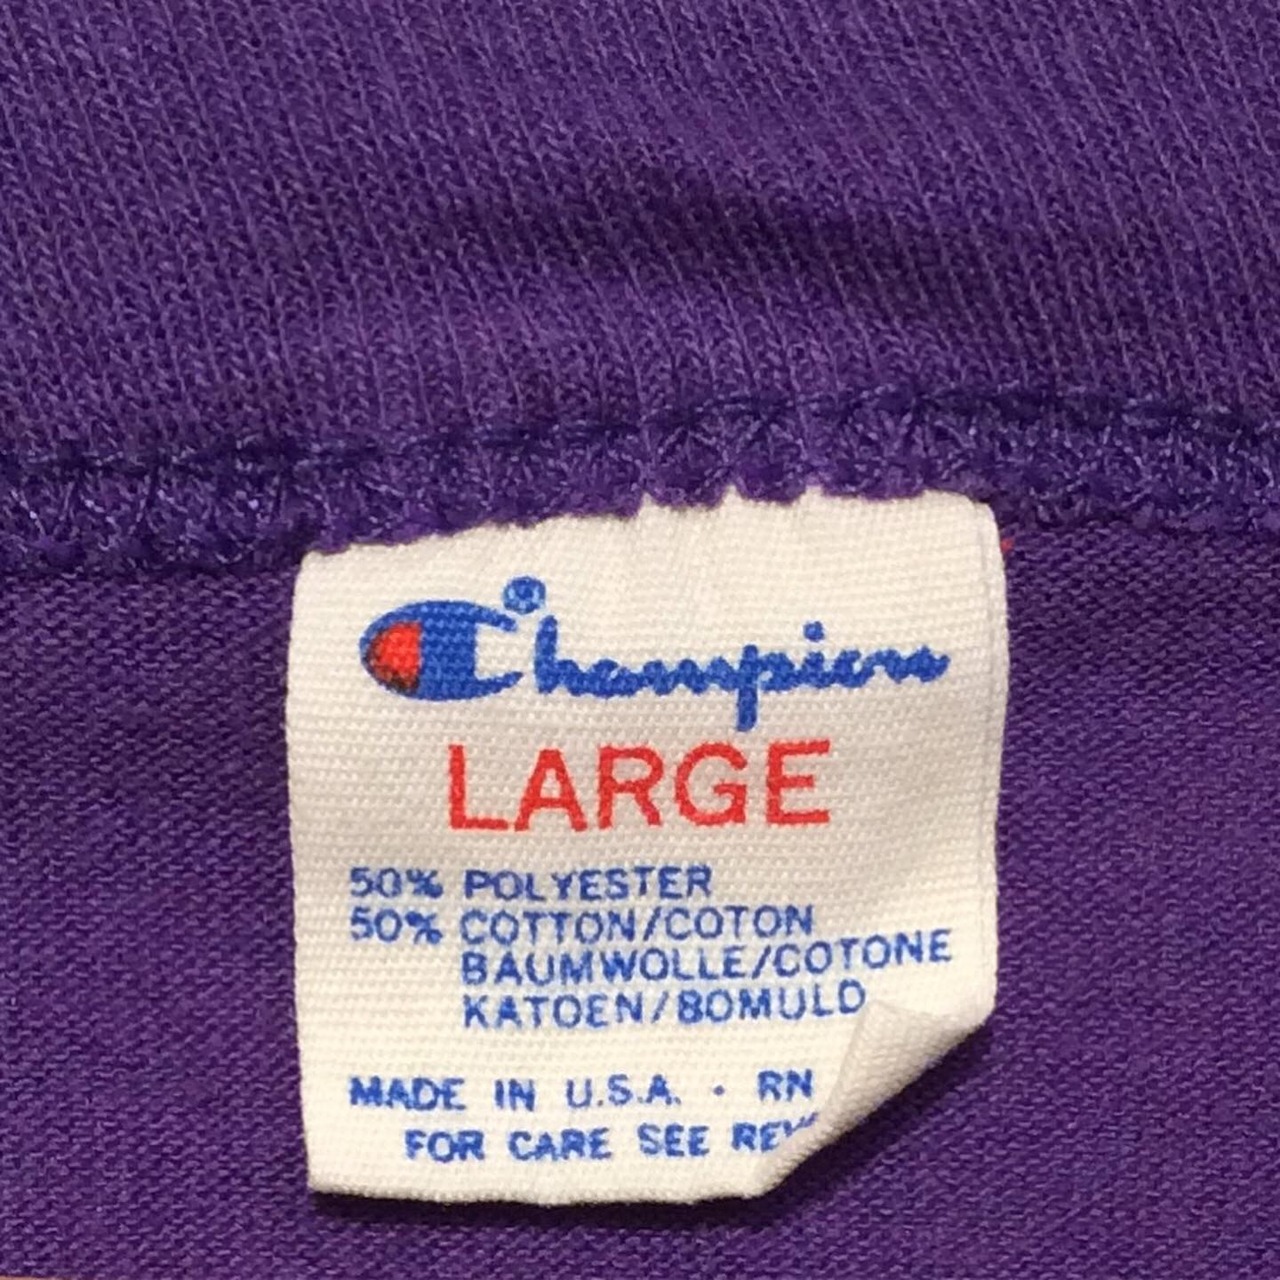 Champion®
LARGE
50% POLYESTER
50% COTTON/COTON
BAUMWOLLE/COTONE
KATOEN/BOMULD
MADE IN U.S.A. · RN
FOR CARE SEE